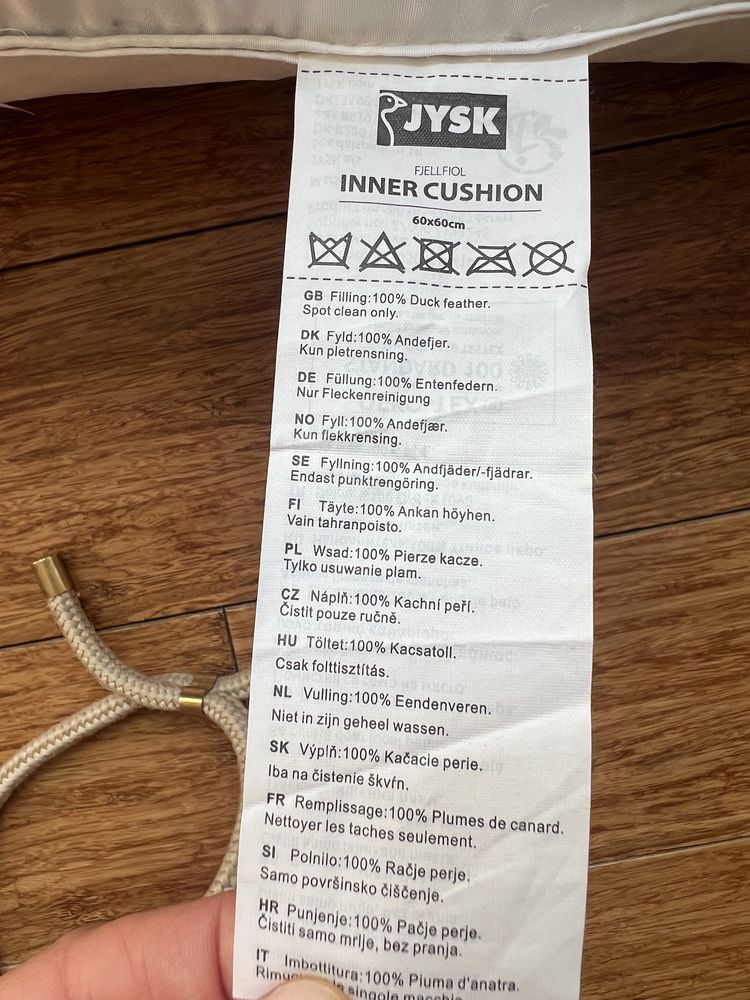 JYSK
FJELLFIOL
INNER CUSHION
60x60cm
GB Filling:100% Duck feather.
Spot clean only.
DK Fyld:100% Andefjer.
Kun pletrensning.
DE Füllung:100% Entenfedern.
Nur Fleckenreinigung
NO Fyll:100% Andefjær.
Kun flekkrensing.
SE Fyllning:100% Andfjäder/-fjädrar.
Endast punktrengöring.
FI Täyte:100% Ankan höyhen.
Vain tahranpoisto.
PL Wsad:100% Pierze kacze.
Tylko usuwanie plam.
CZ Náplň:100% Kachní peří.
Čistit pouze ručně.
HU Töltet:100% Kacsatoll.
Csak folttisztítás.
NL Vulling:100% Eendenveren.
Niet in zijn geheel wassen.
SK Výplň:100% Kačacie perie.
Iba na čistenie škvŕn.
FR Remplissage:100% Plumes de canard.
Nettoyer les taches seulement.
SI Polnilo:100% Račje perje.
Samo površinsko čiščenje.
HR Punjenje:100% Pačje perje.
Čistiti samo mrlje, bez pranja.
IT Imbottitura:100% Piuma d'anatra.
singole